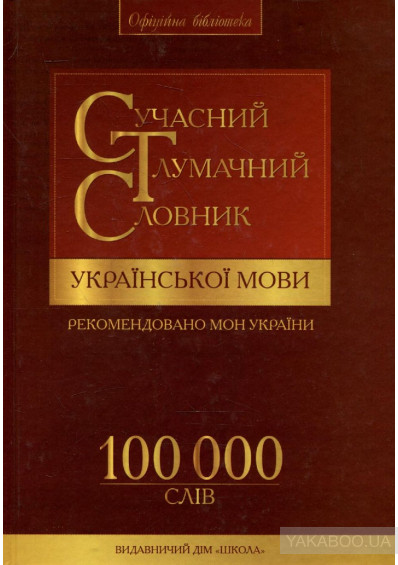 Офіційна бібліотека
СУЧАСНИЙ
ТЛУМАЧНИЙ
СЛОВНИК
УКРАЇНСЬКОЇ МОВИ
РЕКОМЕНДОВАНО МОН УКРАЇНИ
100 000
СЛІВ
ВИДАВНИЧИЙ ДІМ «ШКОЛА»
YAKABOO.UA